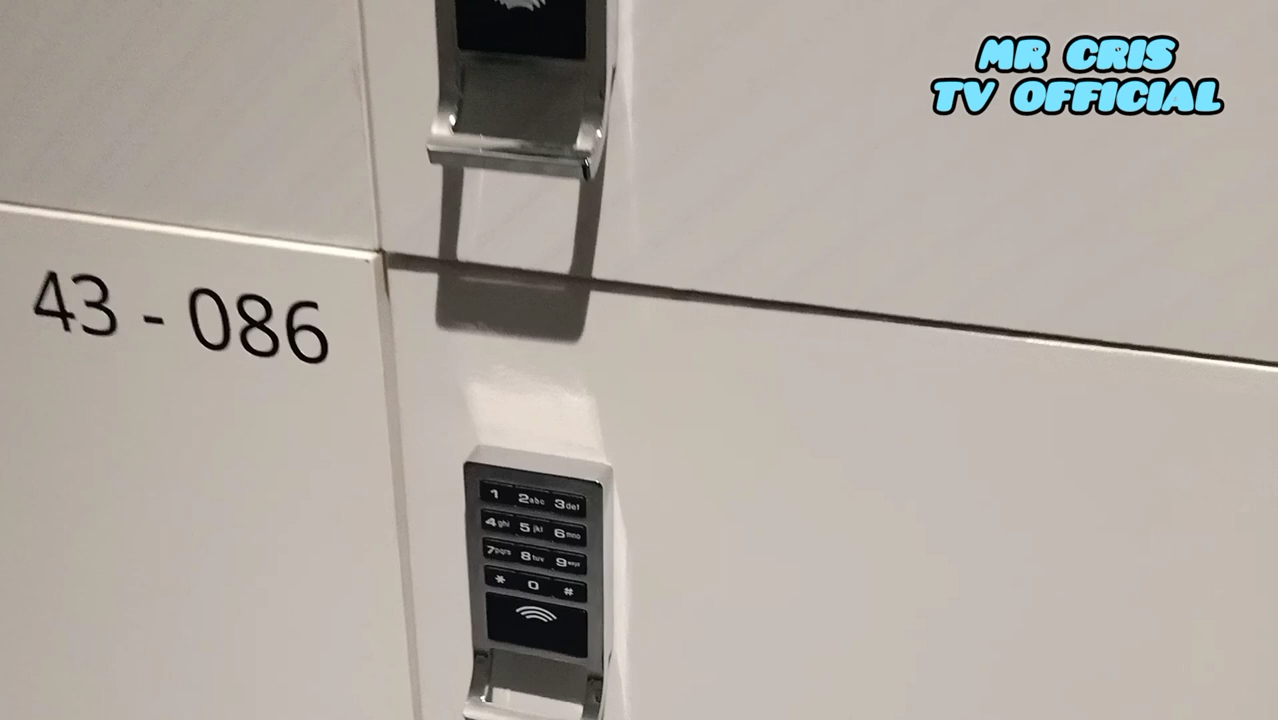 MR CRIS
TV OFFICIAL
43 - 086
1 2abc 3def
4ghi 5jkl 6mno
7pqrs 8tuv 9wxyz
* 0 #